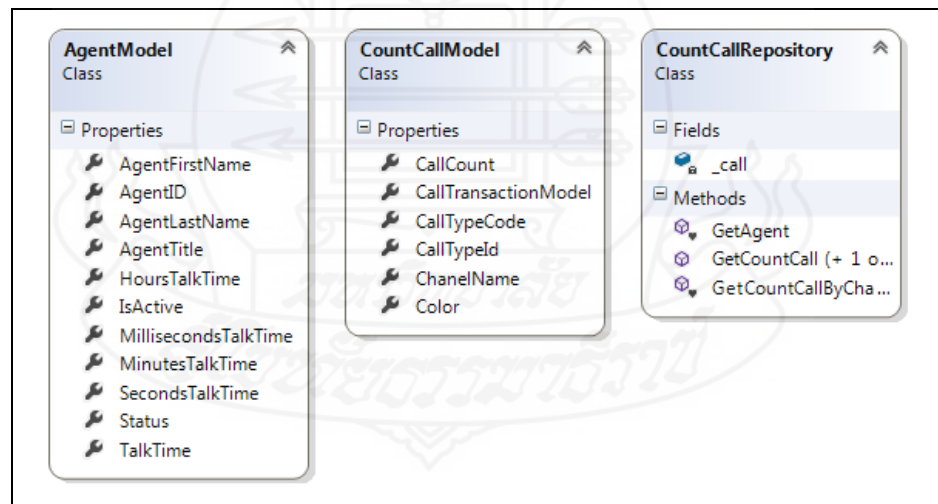 AgentModel
Class
Properties
AgentFirstName
AgentID
AgentLastName
AgentTitle
HoursTalkTime
IsActive
MillisecondsTalkTime
MinutesTalkTime
SecondsTalkTime
Status
TalkTime
CountCallModel
Class
Properties
CallCount
CallTransactionModel
CallTypeCode
CallTypeId
ChanelName
Color
CountCallRepository
Class
Fields
_call
Methods
GetAgent
GetCountCall (+ 1 o...
GetCountCallByCha...